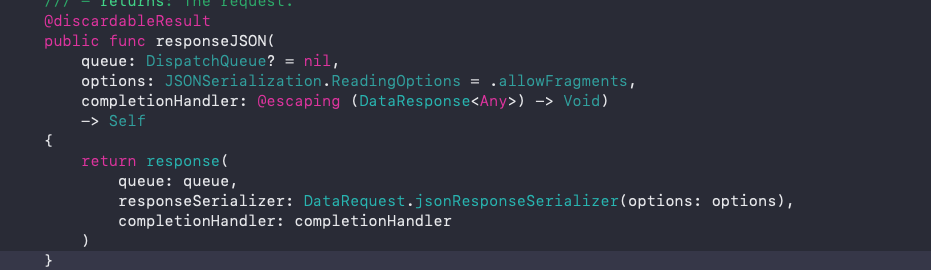 /// - returns: The request.
@discardableResult
public func responseJSON(
    queue: DispatchQueue? = nil,
    options: JSONSerialization.ReadingOptions = .allowFragments,
    completionHandler: @escaping (DataResponse<Any>) -> Void)
    -> Self
{
    return response(
        queue: queue,
        responseSerializer: DataRequest.jsonResponseSerializer(options: options),
        completionHandler: completionHandler
    )
}